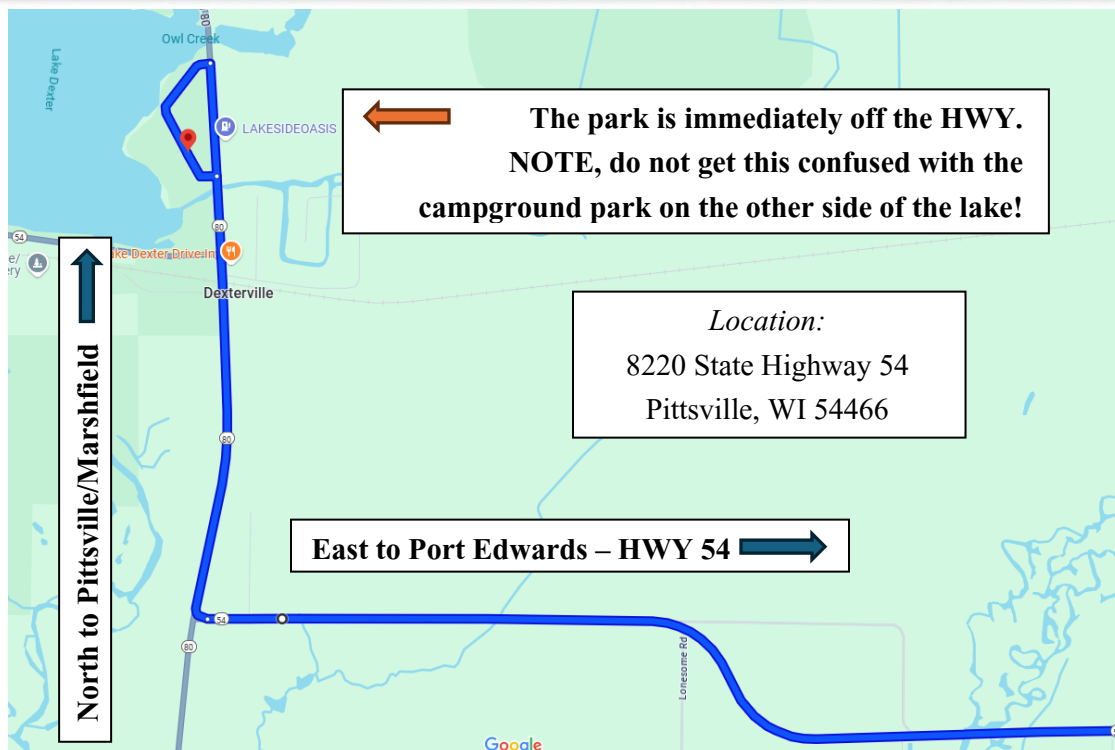 80
Owl Creek
Lake Dexter
LAKESIDEOASIS
The park is immediately off the HWY.
NOTE, do not get this confused with the
campground park on the other side of the lake!
80
54
ke Dexter Drive In
e/
ery
Dexterville
Location:
8220 State Highway 54
Pittsville, WI 54466
North to Pittsville/Marshfield
80
East to Port Edwards – HWY 54
54
80
Lonesome Rd
Google